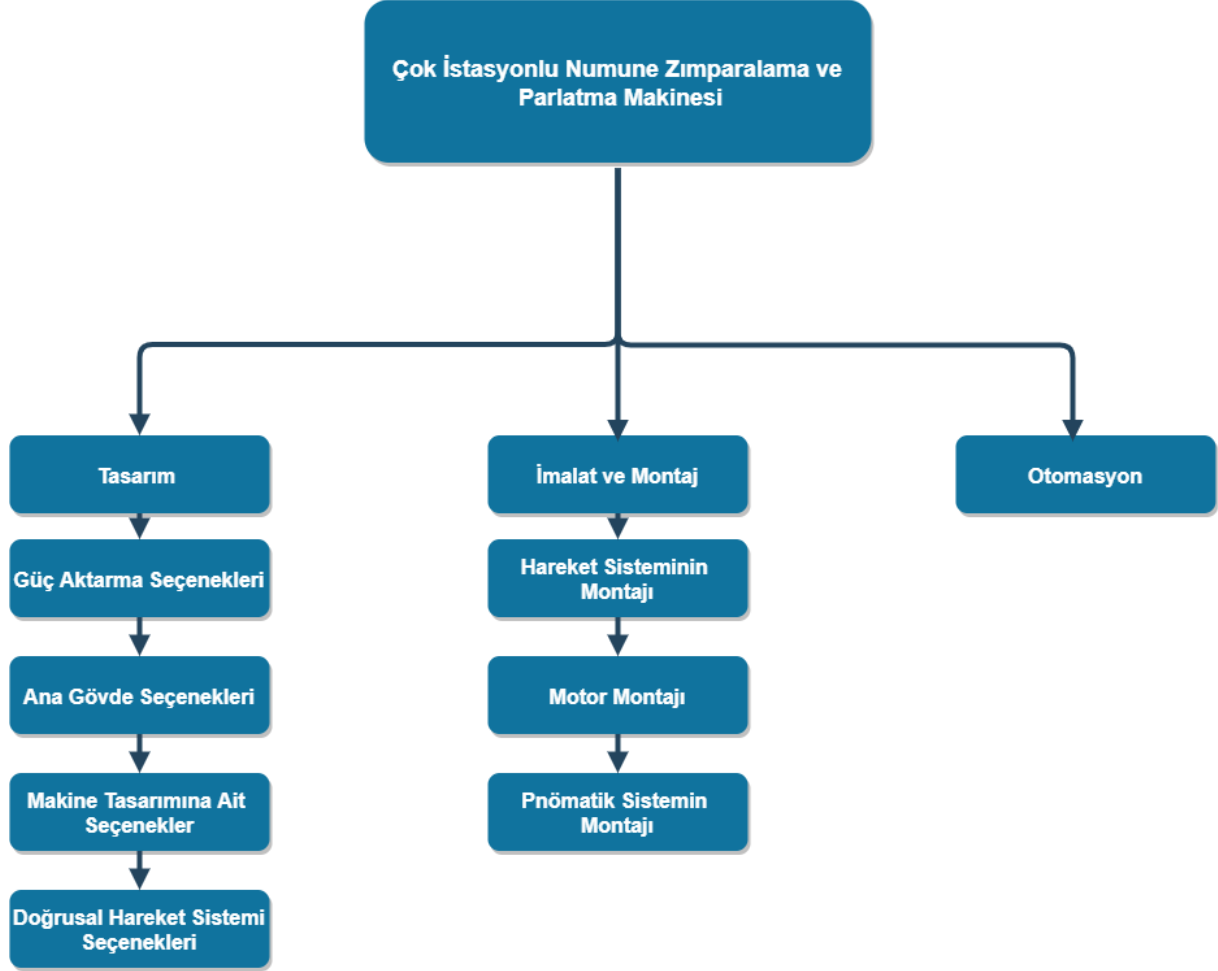 Çok İstasyonlu Numune Zımparalama ve
Parlatma Makinesi
Tasarım
Güç Aktarma Seçenekleri
Ana Gövde Seçenekleri
Makine Tasarımına Ait
Seçenekler
Doğrusal Hareket Sistemi
Seçenekleri
İmalat ve Montaj
Hareket Sisteminin
Montajı
Motor Montajı
Pnömatik Sistemin
Montajı
Otomasyon